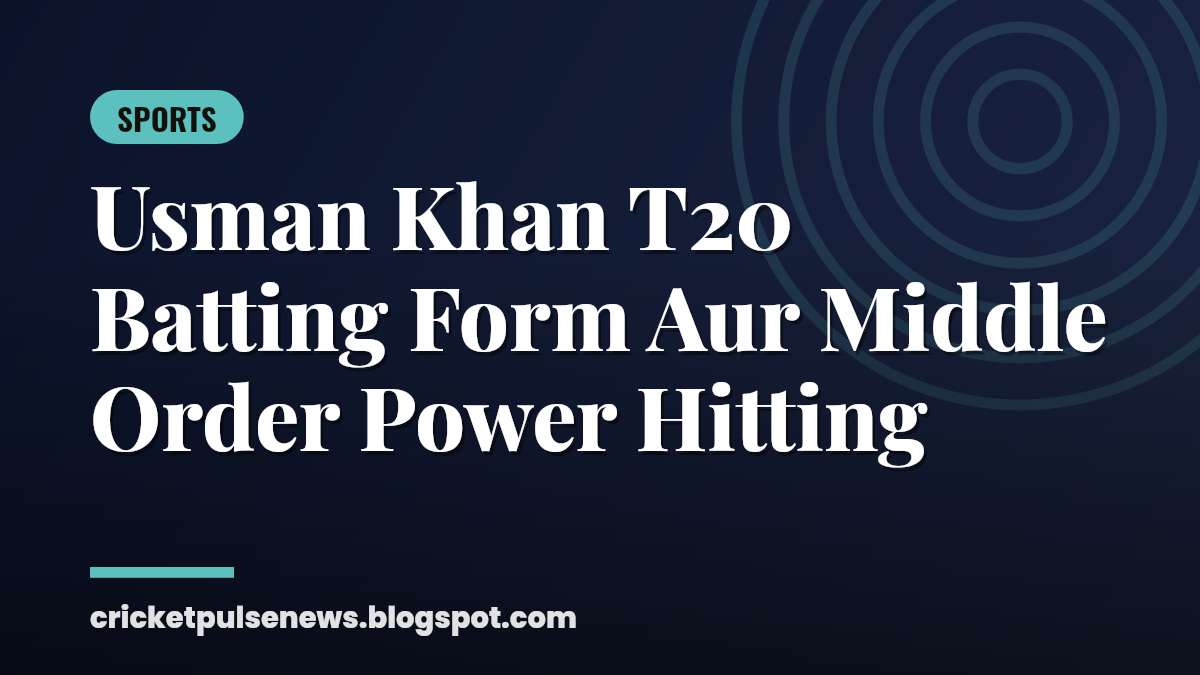 SPORTS
Usman Khan T20
Batting Form Aur Middle
Order Power Hitting
cricketpulsenews.blogspot.com